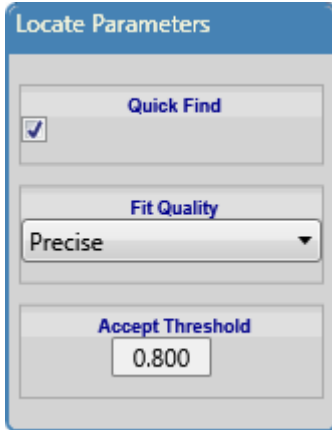 Locate Parameters
Quick Find
Fit Quality
Precise
Accept Threshold
0.800